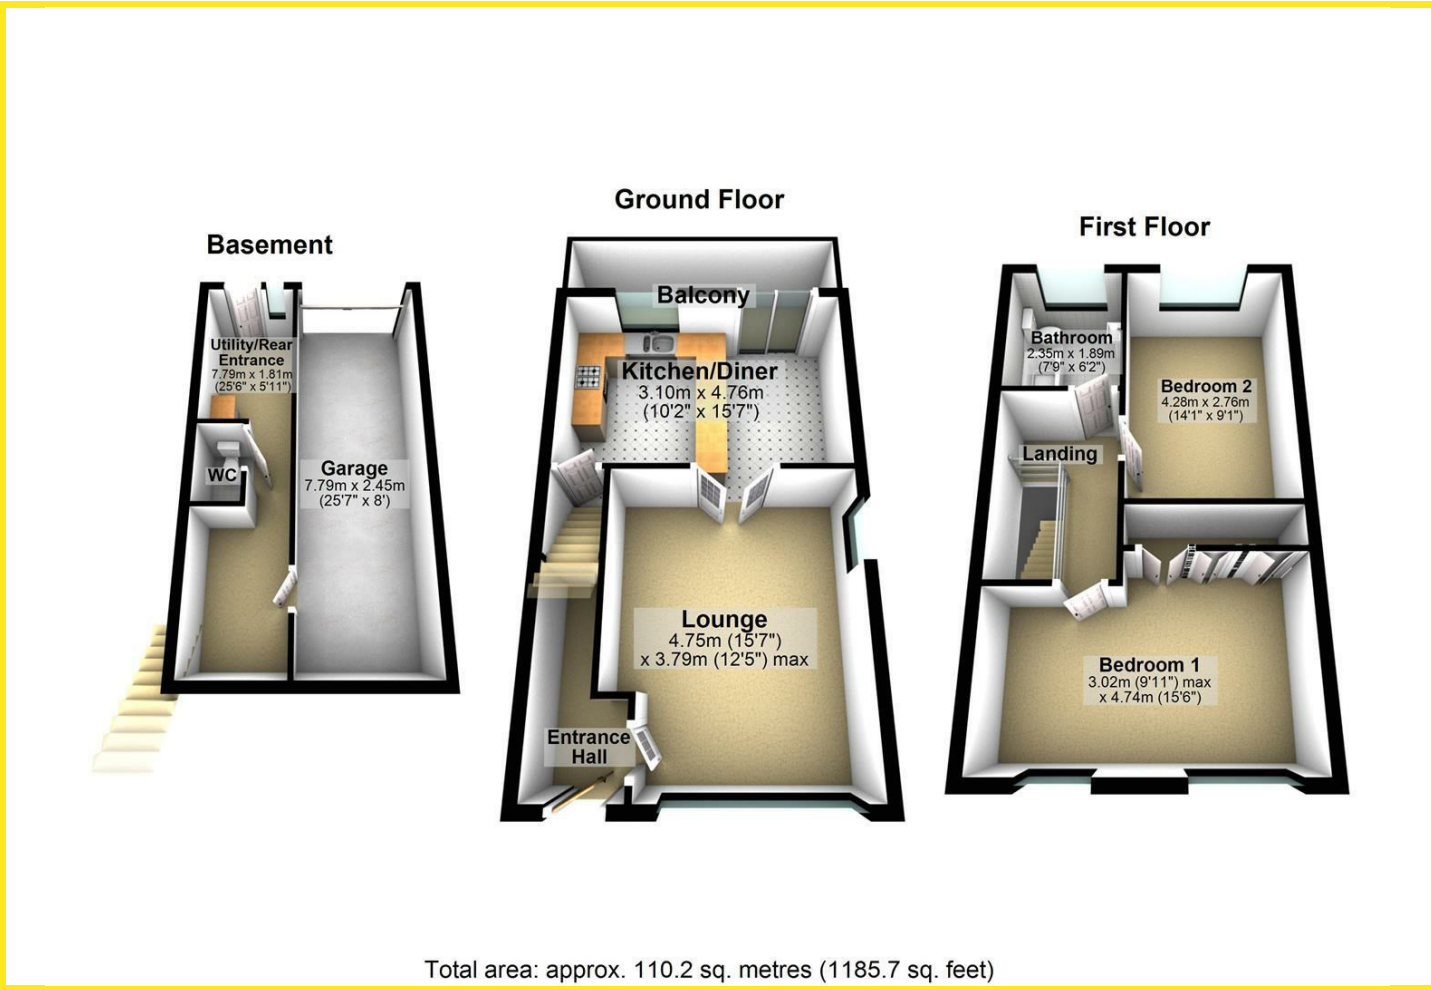 Basement
Utility/Rear
Entrance
7.79m x 1.81m
(25'6" x 5'11")
WC
Garage
7.79m x 2.45m
(25'7" x 8')
Ground Floor
Balcony
Kitchen/Diner
3.10m x 4.76m
(10'2" x 15'7")
Lounge
4.75m (15'7")
x 3.79m (12'5") max
Entrance
Hall
First Floor
Bathroom
2.35m x 1.89m
(7'9" x 6'2")
Bedroom 2
4.28m x 2.76m
(14'1" x 9'1")
Landing
Bedroom 1
3.02m (9'11") max
x 4.74m (15'6")
Total area: approx. 110.2 sq. metres (1185.7 sq. feet)